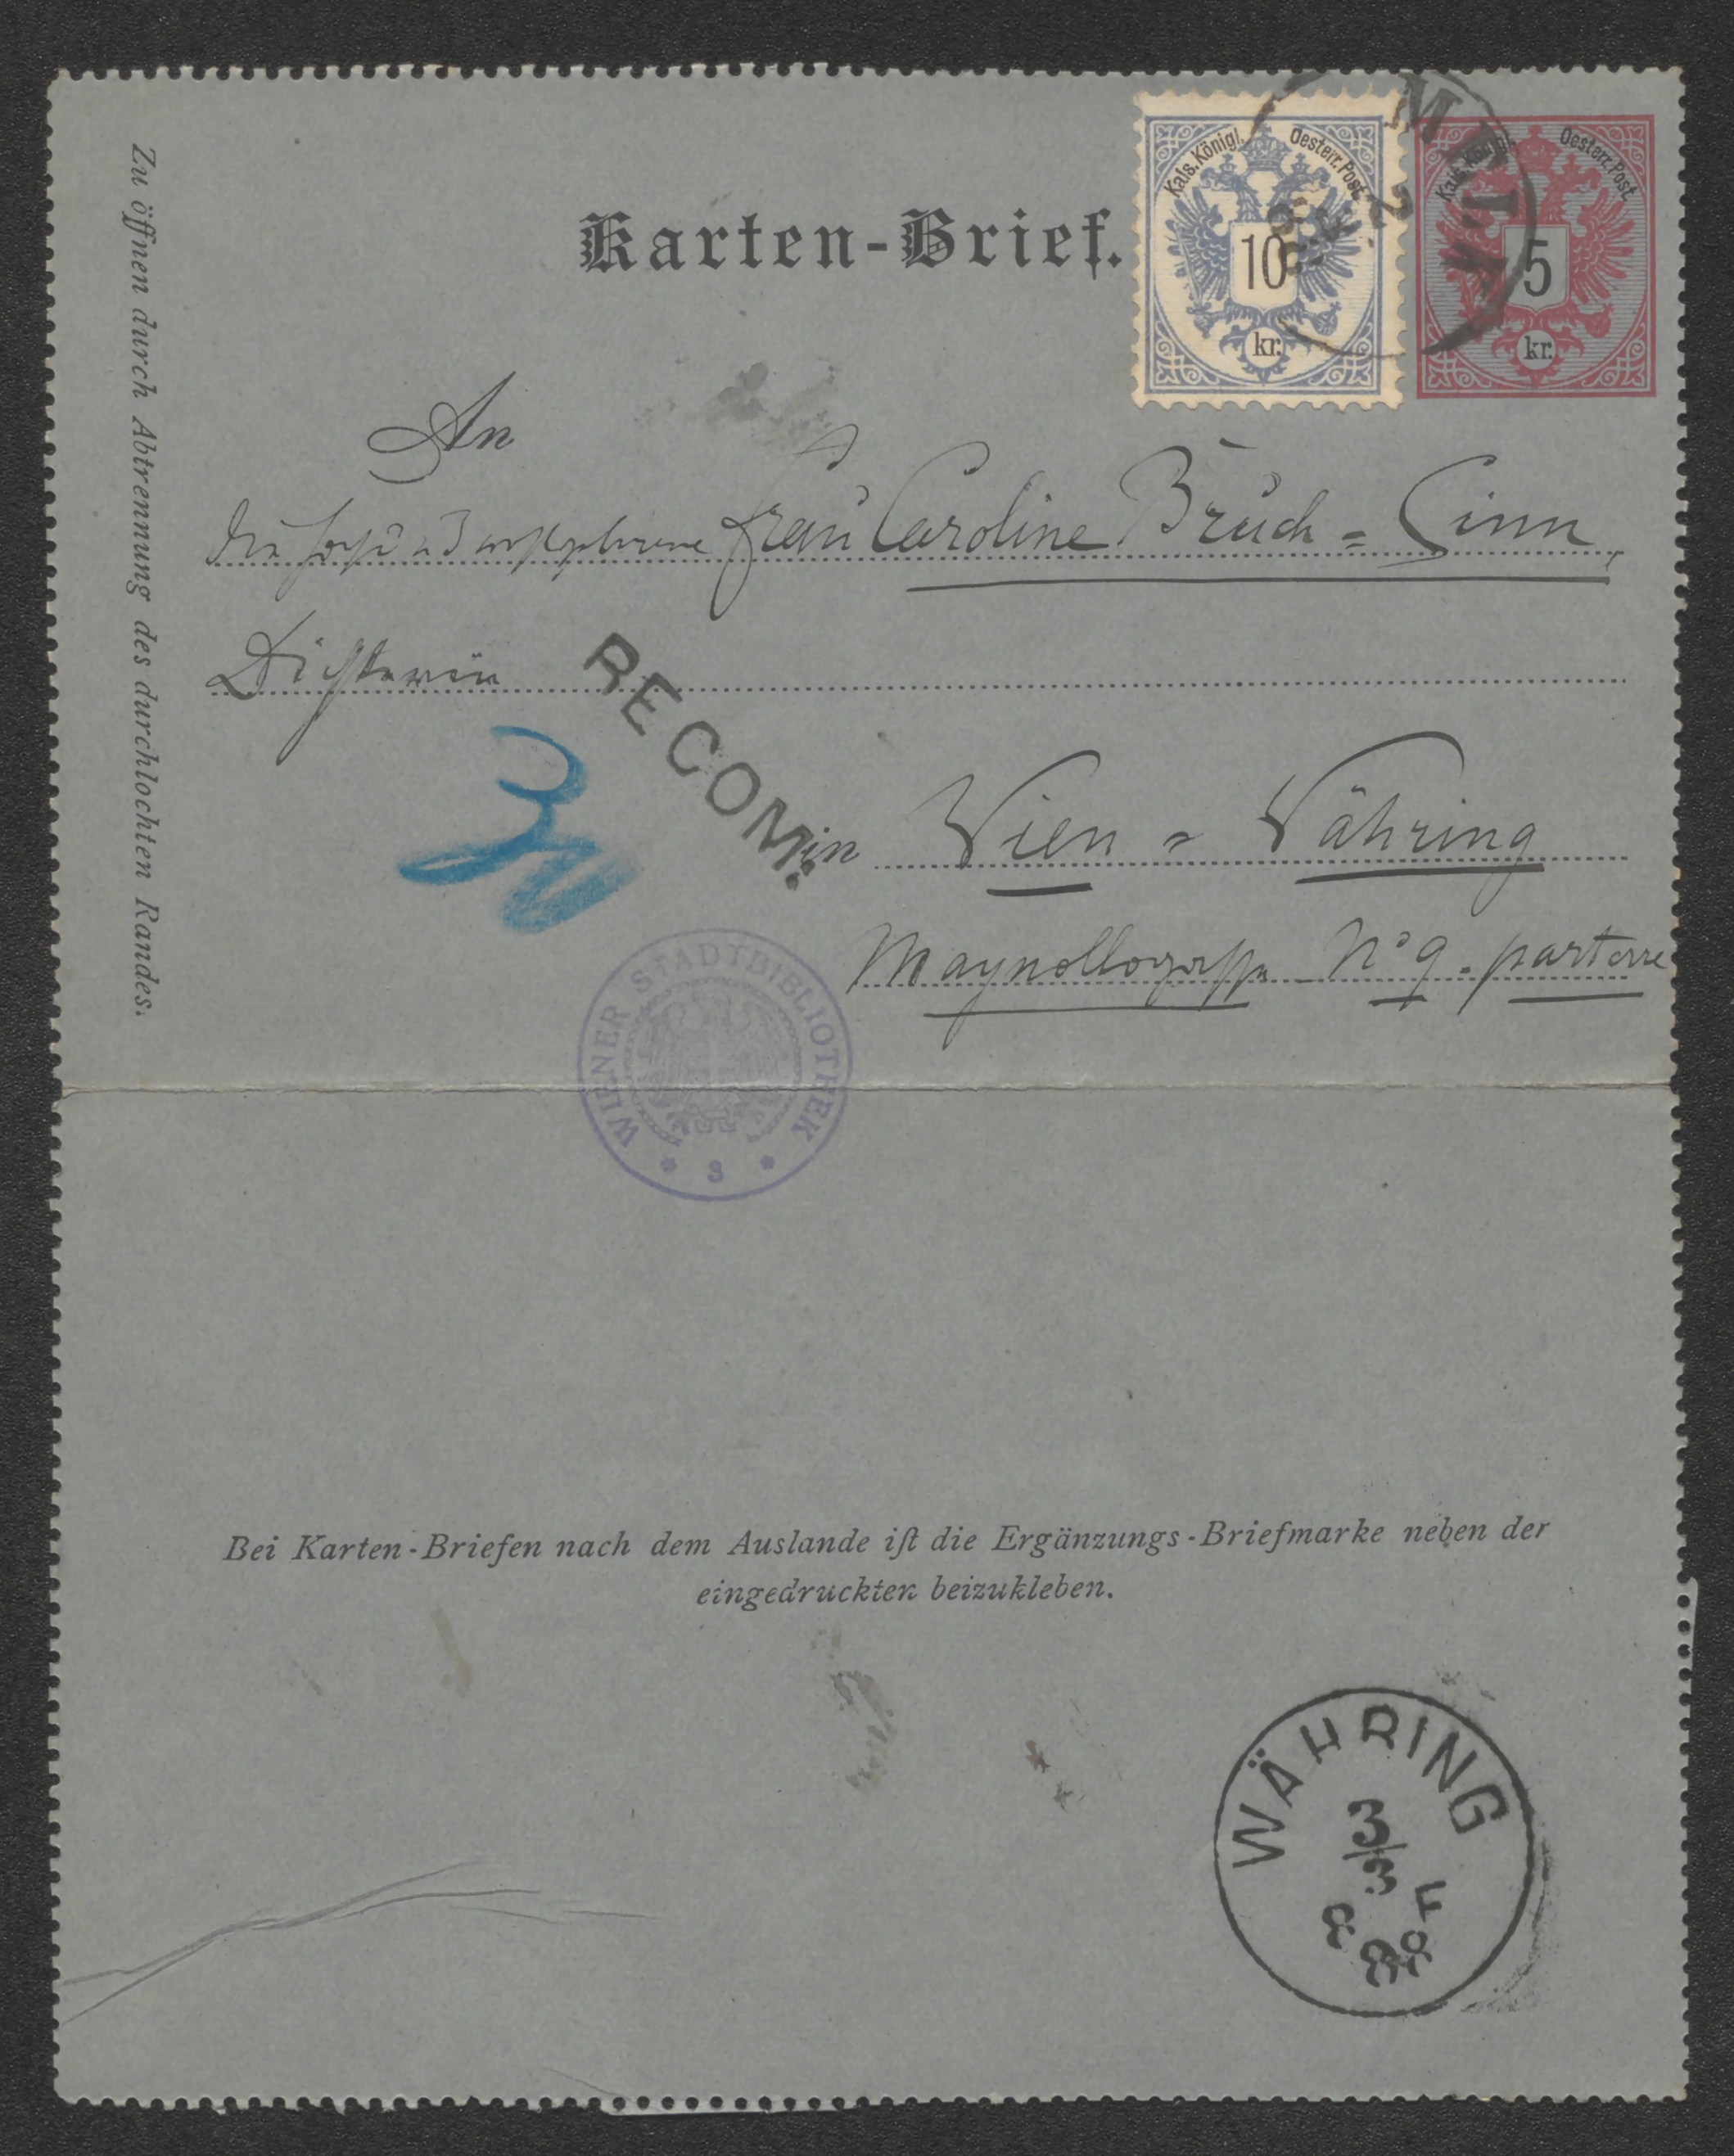 Karten-Brief.
Kais. Königl. Oesterr. Post
10
kr.
Kais. Königl. Oesterr. Post
5
kr.
Zu öffnen durch Abtrennung des durchlochten Randes.
An
Frau Caroline Bruch=Sinn,
Dichterin
RECOM:
in Wien = Währing
No 9. parterre
WIENER STADTBIBLIOTHEK
Bei Karten-Briefen nach dem Auslande iſt die Ergänzungs-Briefmarke neben der
eingedruckten beizukleben.
WÄHRING
3/3
88
F